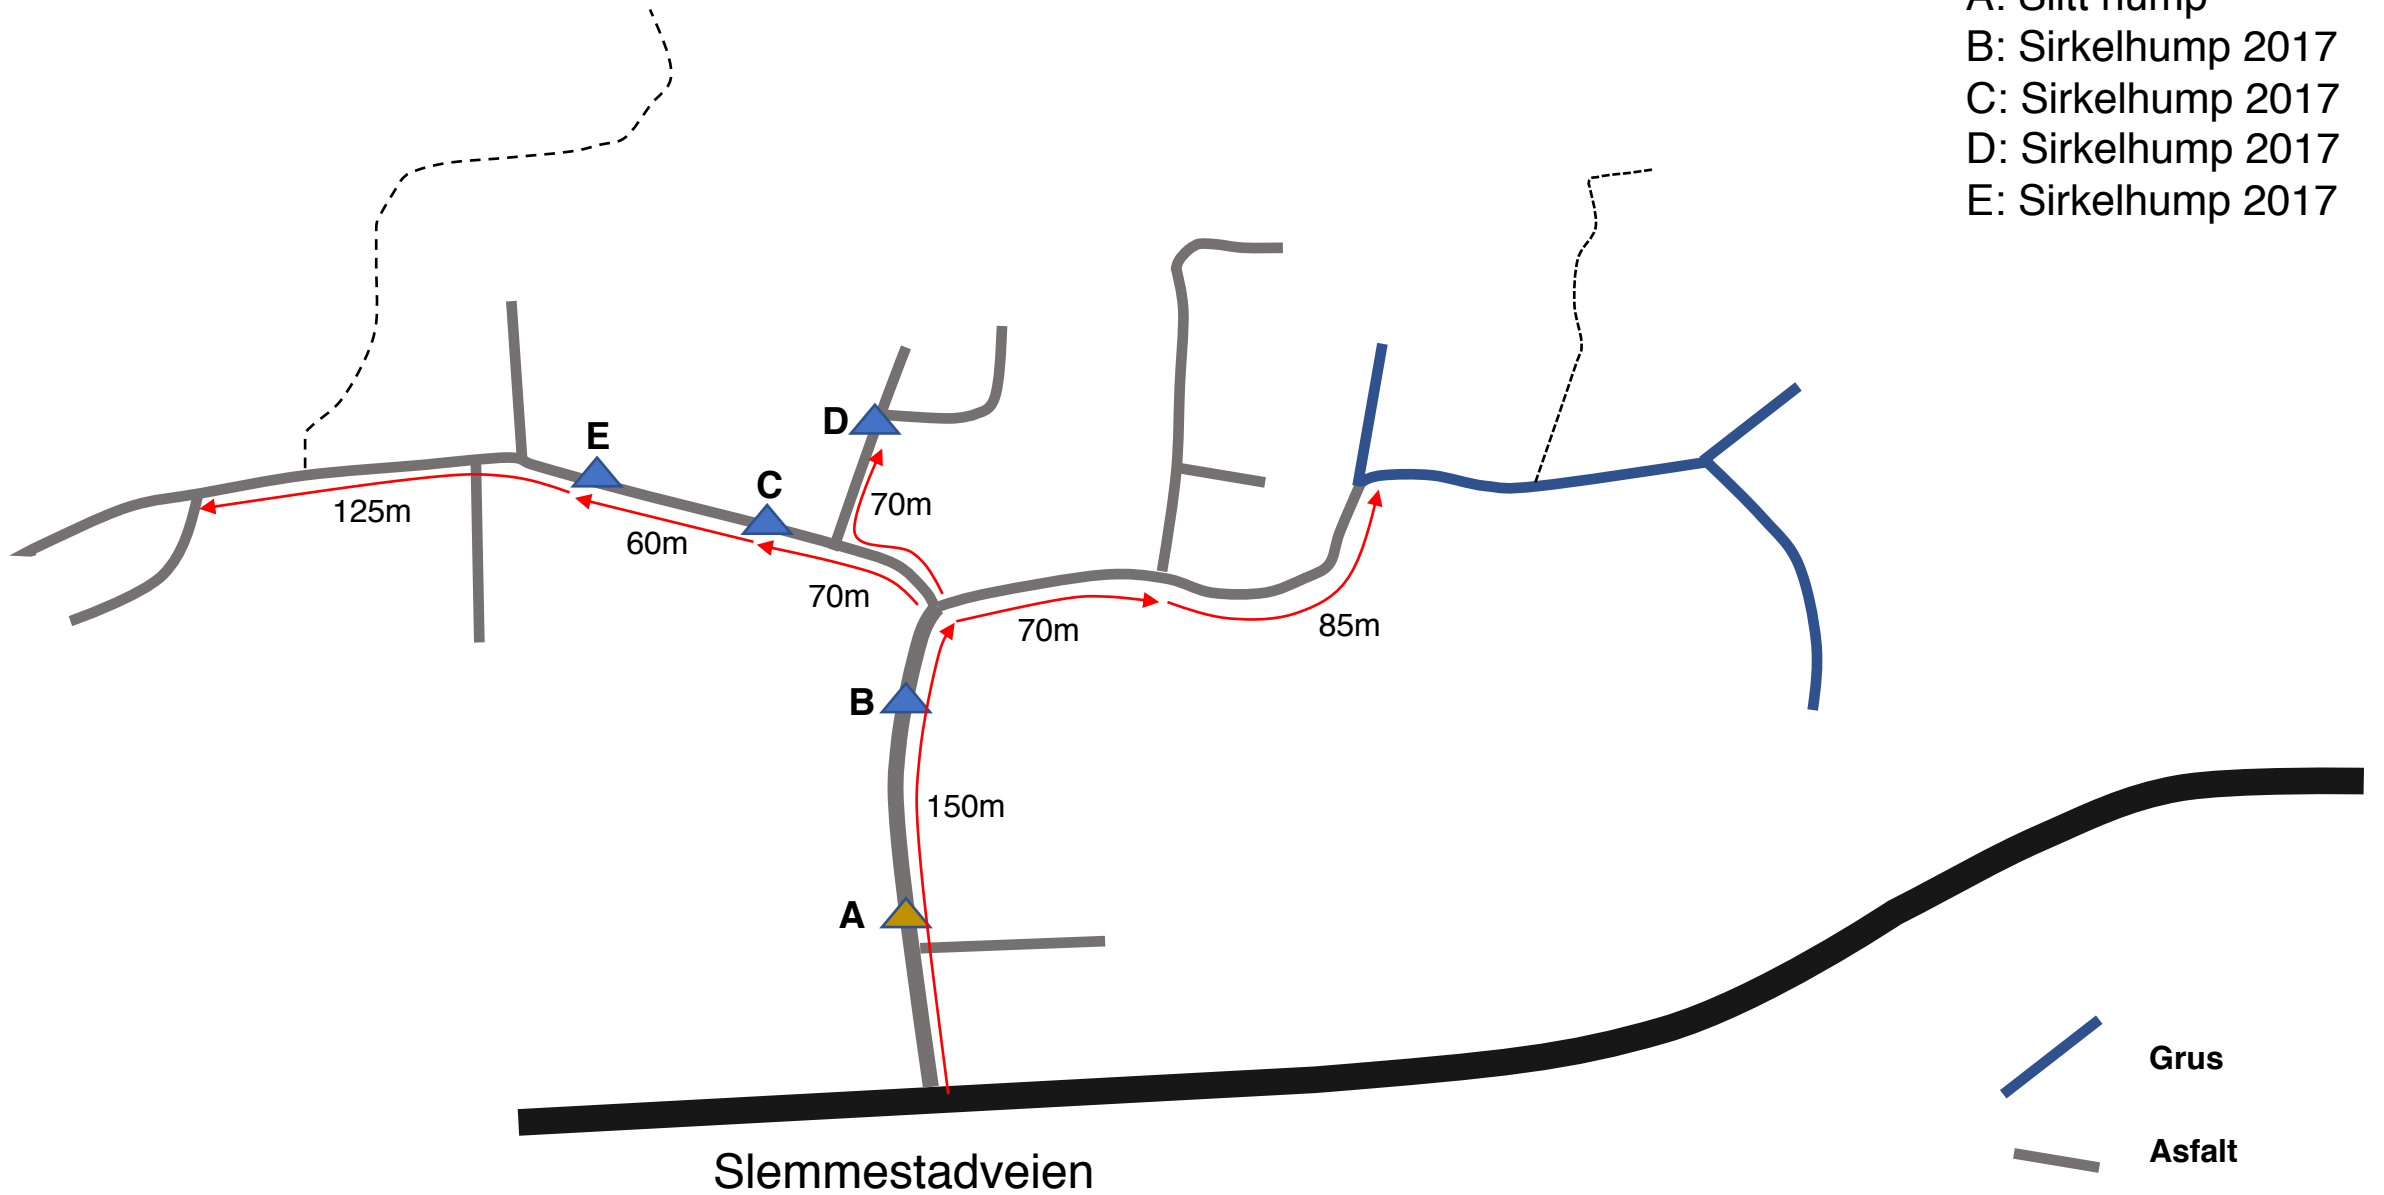 B: Sirkelhump 2017
C: Sirkelhump 2017
D: Sirkelhump 2017
E: Sirkelhump 2017
E
D
C
125m
60m
70m
70m
70m
85m
B
150m
A
Grus
Asfalt
Slemmestadveien